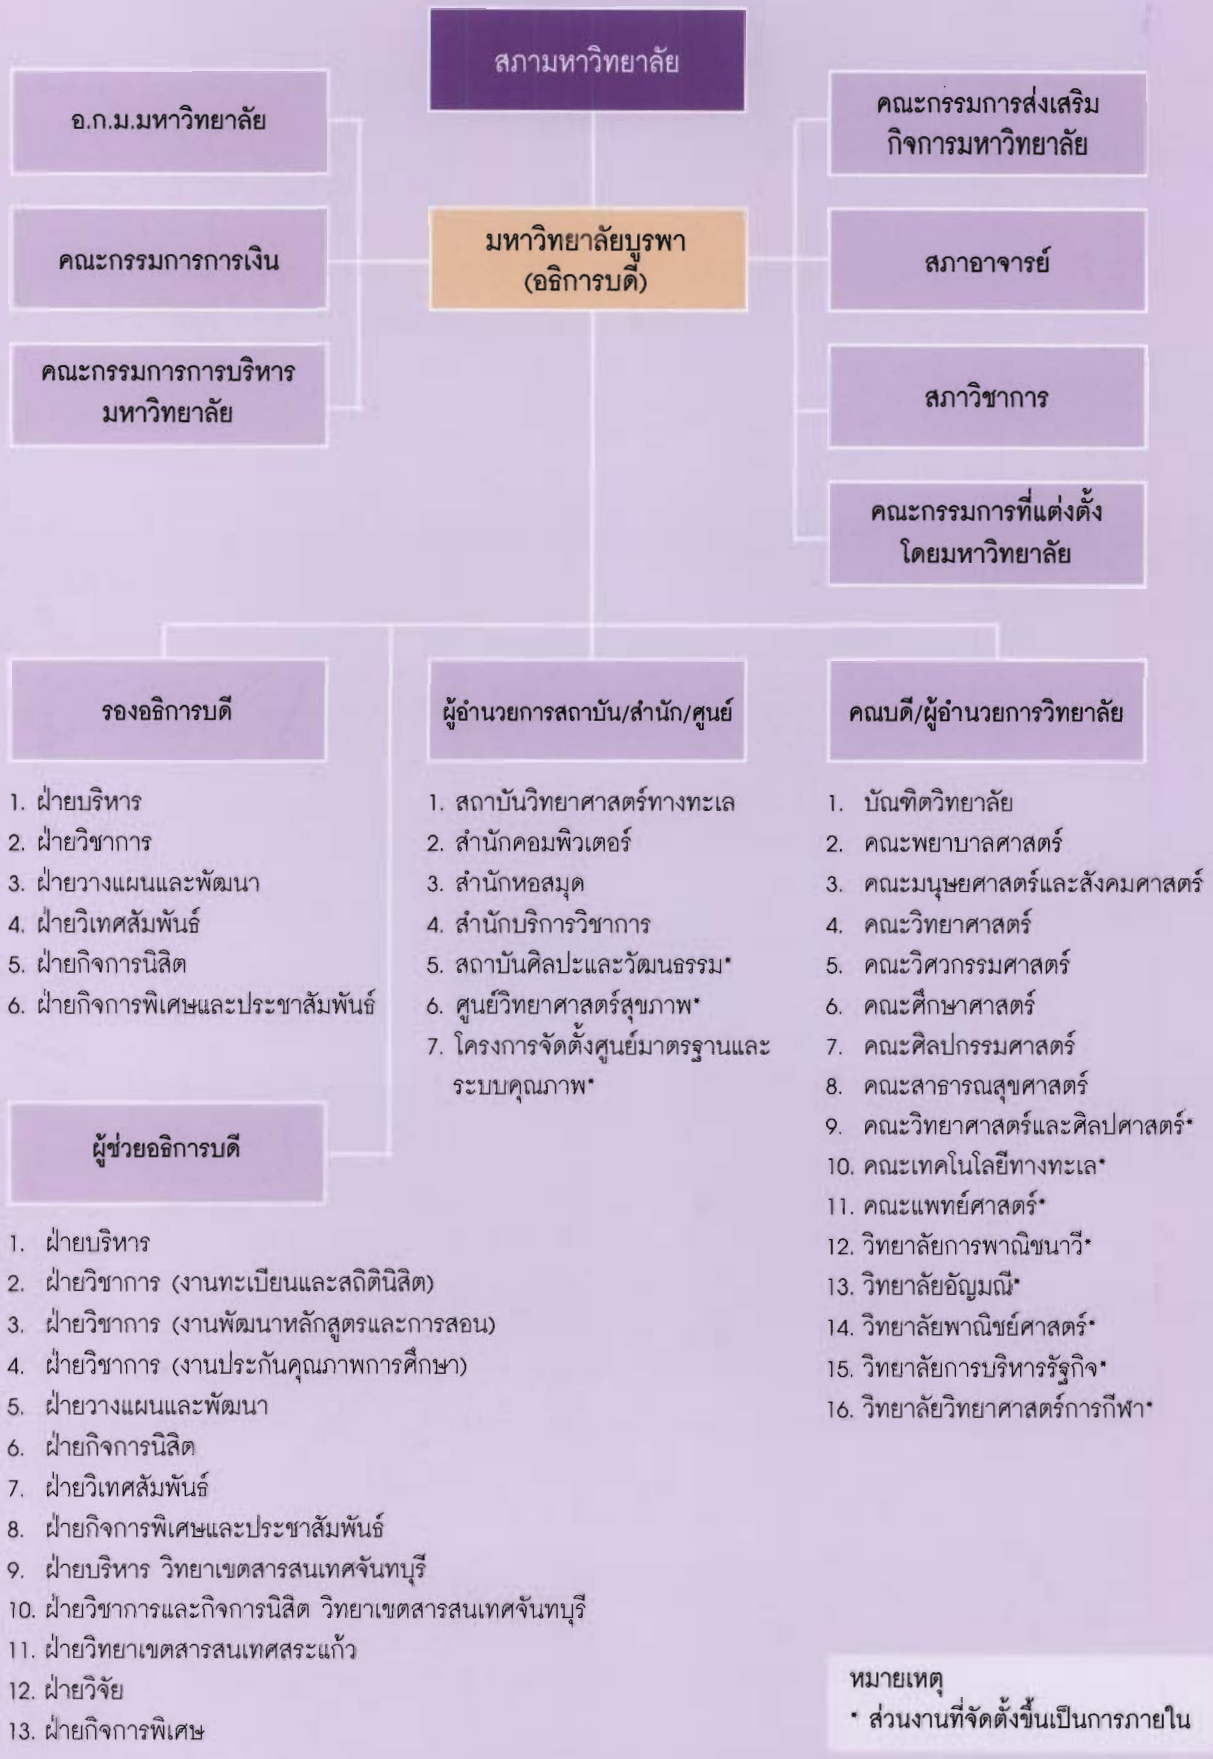 สภามหาวิทยาลัย
อ.ก.ม.มหาวิทยาลัย
คณะกรรมการส่งเสริม
กิจการมหาวิทยาลัย
คณะกรรมการการเงิน
มหาวิทยาลัยบูรพา
(อธิการบดี)
สภาอาจารย์
คณะกรรมการการบริหาร
มหาวิทยาลัย
สภาวิชาการ
คณะกรรมการที่แต่งตั้ง
โดยมหาวิทยาลัย
รองอธิการบดี
1. ฝ่ายบริหาร
2. ฝ่ายวิชาการ
3. ฝ่ายวางแผนและพัฒนา
4. ฝ่ายวิเทศสัมพันธ์
5. ฝ่ายกิจการนิสิต
6. ฝ่ายกิจการพิเศษและประชาสัมพันธ์
ผู้อำนวยการสถาบัน/สำนัก/ศูนย์
1. สถาบันวิทยาศาสตร์ทางทะเล
2. สำนักคอมพิวเตอร์
3. สำนักหอสมุด
4. สำนักบริการวิชาการ
5. สถาบันศิลปะและวัฒนธรรม*
6. ศูนย์วิทยาศาสตร์สุขภาพ*
7. โครงการจัดตั้งศูนย์มาตรฐานและ
ระบบคุณภาพ*
คณบดี/ผู้อำนวยการวิทยาลัย
1. บัณฑิตวิทยาลัย
2. คณะพยาบาลศาสตร์
3. คณะมนุษยศาสตร์และสังคมศาสตร์
4. คณะวิทยาศาสตร์
5. คณะวิศวกรรมศาสตร์
6. คณะศึกษาศาสตร์
7. คณะศิลปกรรมศาสตร์
8. คณะสาธารณสุขศาสตร์
9. คณะวิทยาศาสตร์และศิลปศาสตร์*
10. คณะเทคโนโลยีทางทะเล*
11. คณะแพทย์ศาสตร์*
12. วิทยาลัยการพาณิชนาวี*
13. วิทยาลัยอัญมณี*
14. วิทยาลัยพาณิชย์ศาสตร์*
15. วิทยาลัยการบริหารรัฐกิจ*
16. วิทยาลัยวิทยาศาสตร์การกีฬา*
ผู้ช่วยอธิการบดี
1. ฝ่ายบริหาร
2. ฝ่ายวิชาการ (งานทะเบียนและสถิตินิสิต)
3. ฝ่ายวิชาการ (งานพัฒนาหลักสูตรและการสอน)
4. ฝ่ายวิชาการ (งานประกันคุณภาพการศึกษา)
5. ฝ่ายวางแผนและพัฒนา
6. ฝ่ายกิจการนิสิต
7. ฝ่ายวิเทศสัมพันธ์
8. ฝ่ายกิจการพิเศษและประชาสัมพันธ์
9. ฝ่ายบริหาร วิทยาเขตสารสนเทศจันทบุรี
10. ฝ่ายวิชาการและกิจการนิสิต วิทยาเขตสารสนเทศจันทบุรี
11. ฝ่ายวิทยาเขตสารสนเทศสระแก้ว
12. ฝ่ายวิจัย
13. ฝ่ายกิจการพิเศษ
หมายเหตุ
* ส่วนงานที่จัดตั้งขึ้นเป็นการภายใน